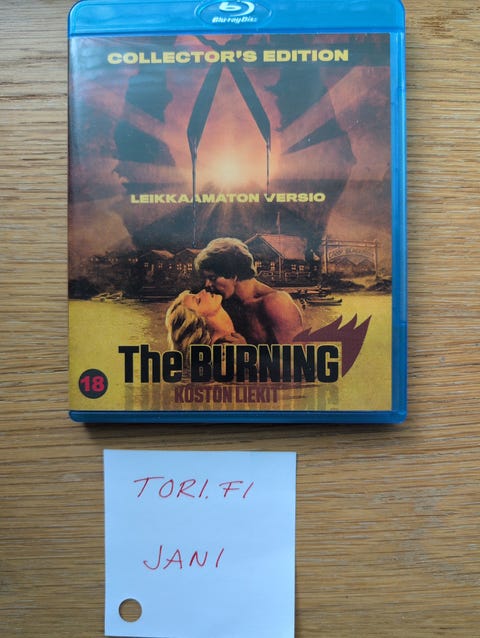 Blu-ray Disc
COLLECTOR'S EDITION
LEIKKAAMATON VERSIO
The BURNING
KOSTON LIEKIT
18
TORI.FI
JANI